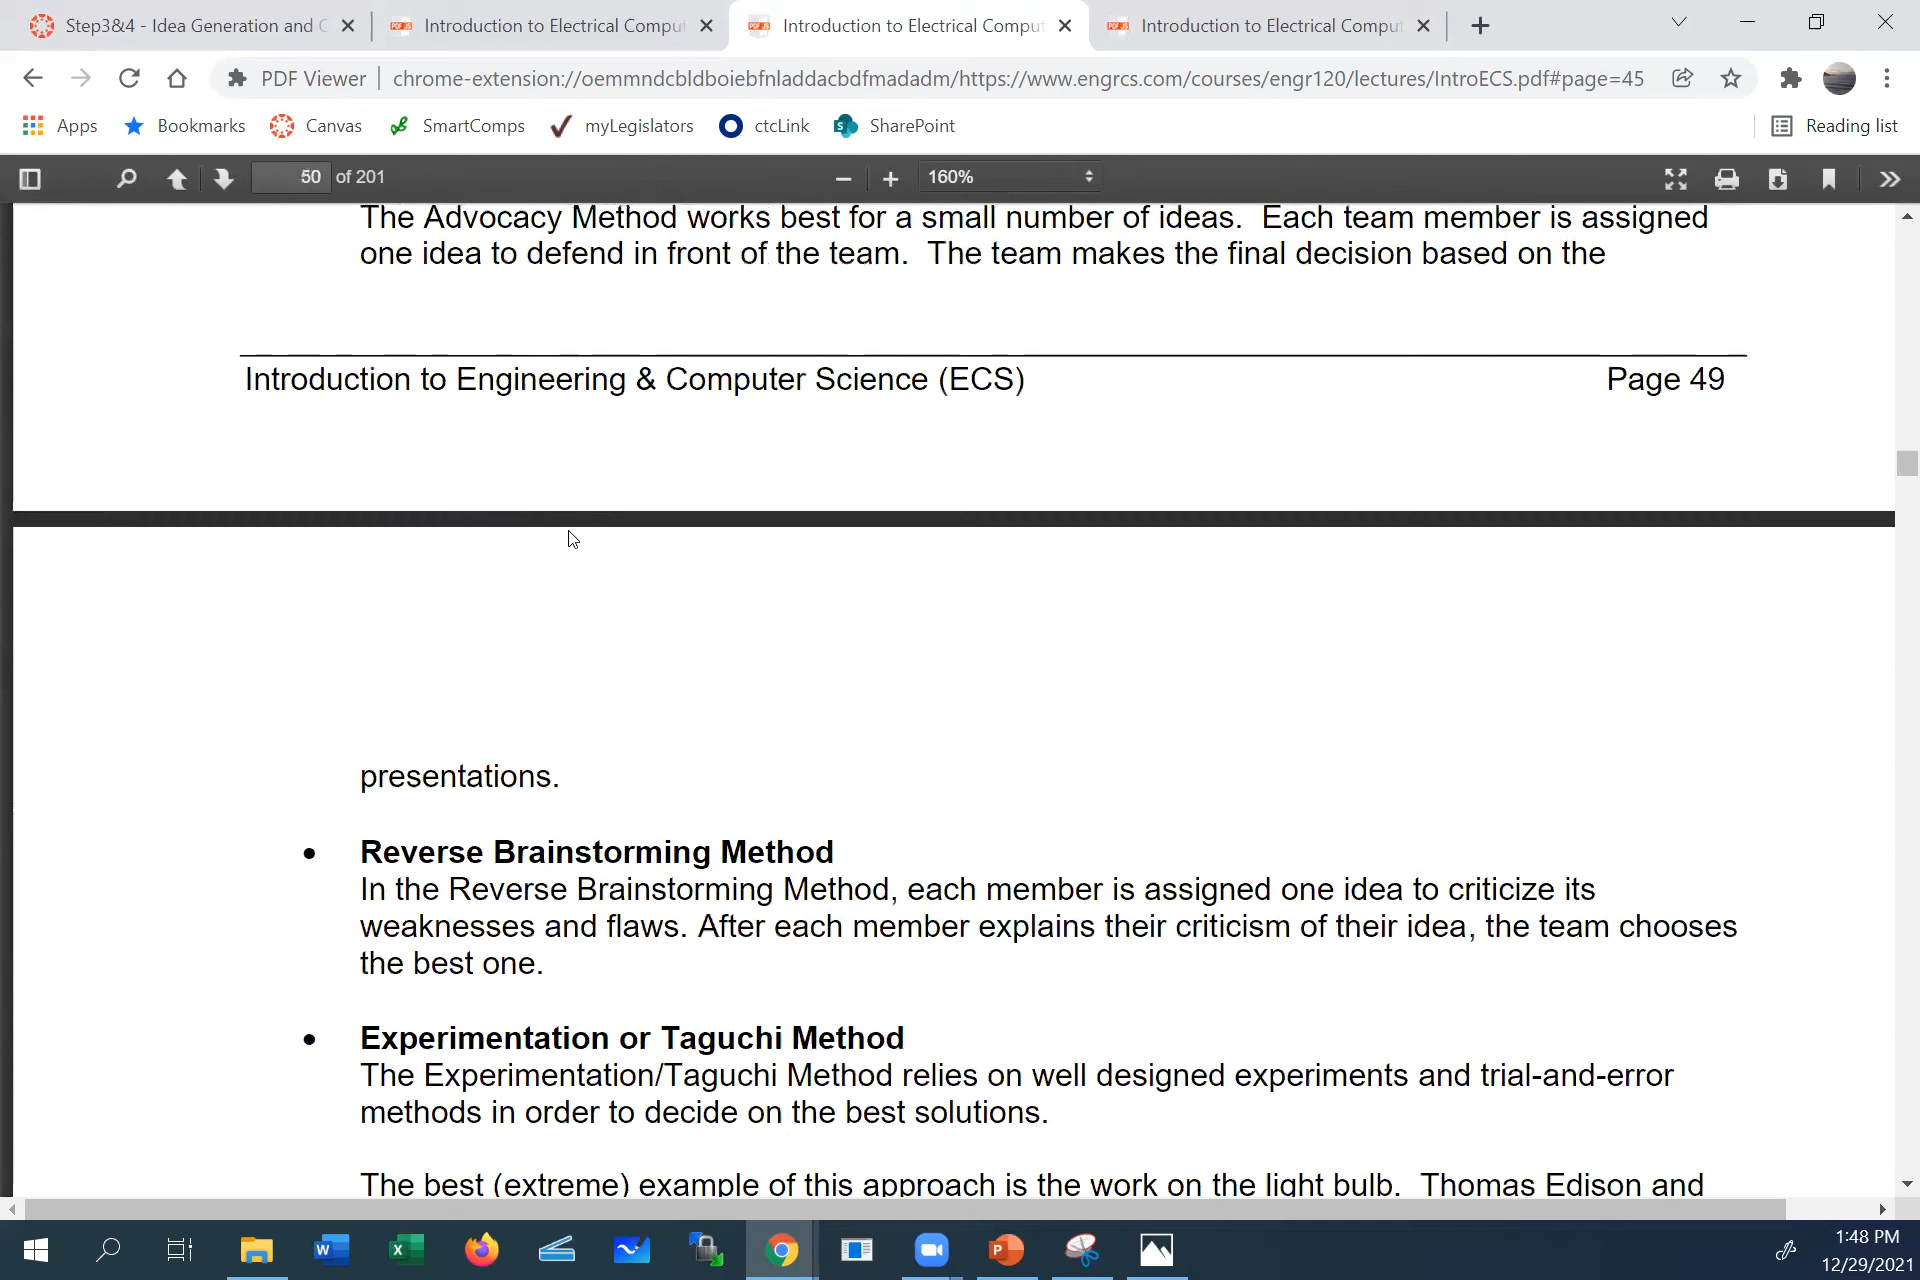 Step3&4 - Idea Generation and C
Introduction to Electrical Comput
Introduction to Electrical Comput
Introduction to Electrical Comput
PDF Viewer
chrome-extension://oemmndcbldboiebfnladdacbdfmadadm/https://www.engrcs.com/courses/engr120/lectures/IntroECS.pdf#page=45
Apps
Bookmarks
Canvas
SmartComps
myLegislators
ctcLink
SharePoint
Reading list
50 of 201
160%
The Advocacy Method works best for a small number of ideas. Each team member is assigned
one idea to defend in front of the team. The team makes the final decision based on the
Introduction to Engineering & Computer Science (ECS) Page 49
presentations.
• Reverse Brainstorming Method
In the Reverse Brainstorming Method, each member is assigned one idea to criticize its
weaknesses and flaws. After each member explains their criticism of their idea, the team chooses
the best one.
• Experimentation or Taguchi Method
The Experimentation/Taguchi Method relies on well designed experiments and trial-and-error
methods in order to decide on the best solutions.
The best (extreme) example of this approach is the work on the light bulb. Thomas Edison and
1:48 PM
12/29/2021